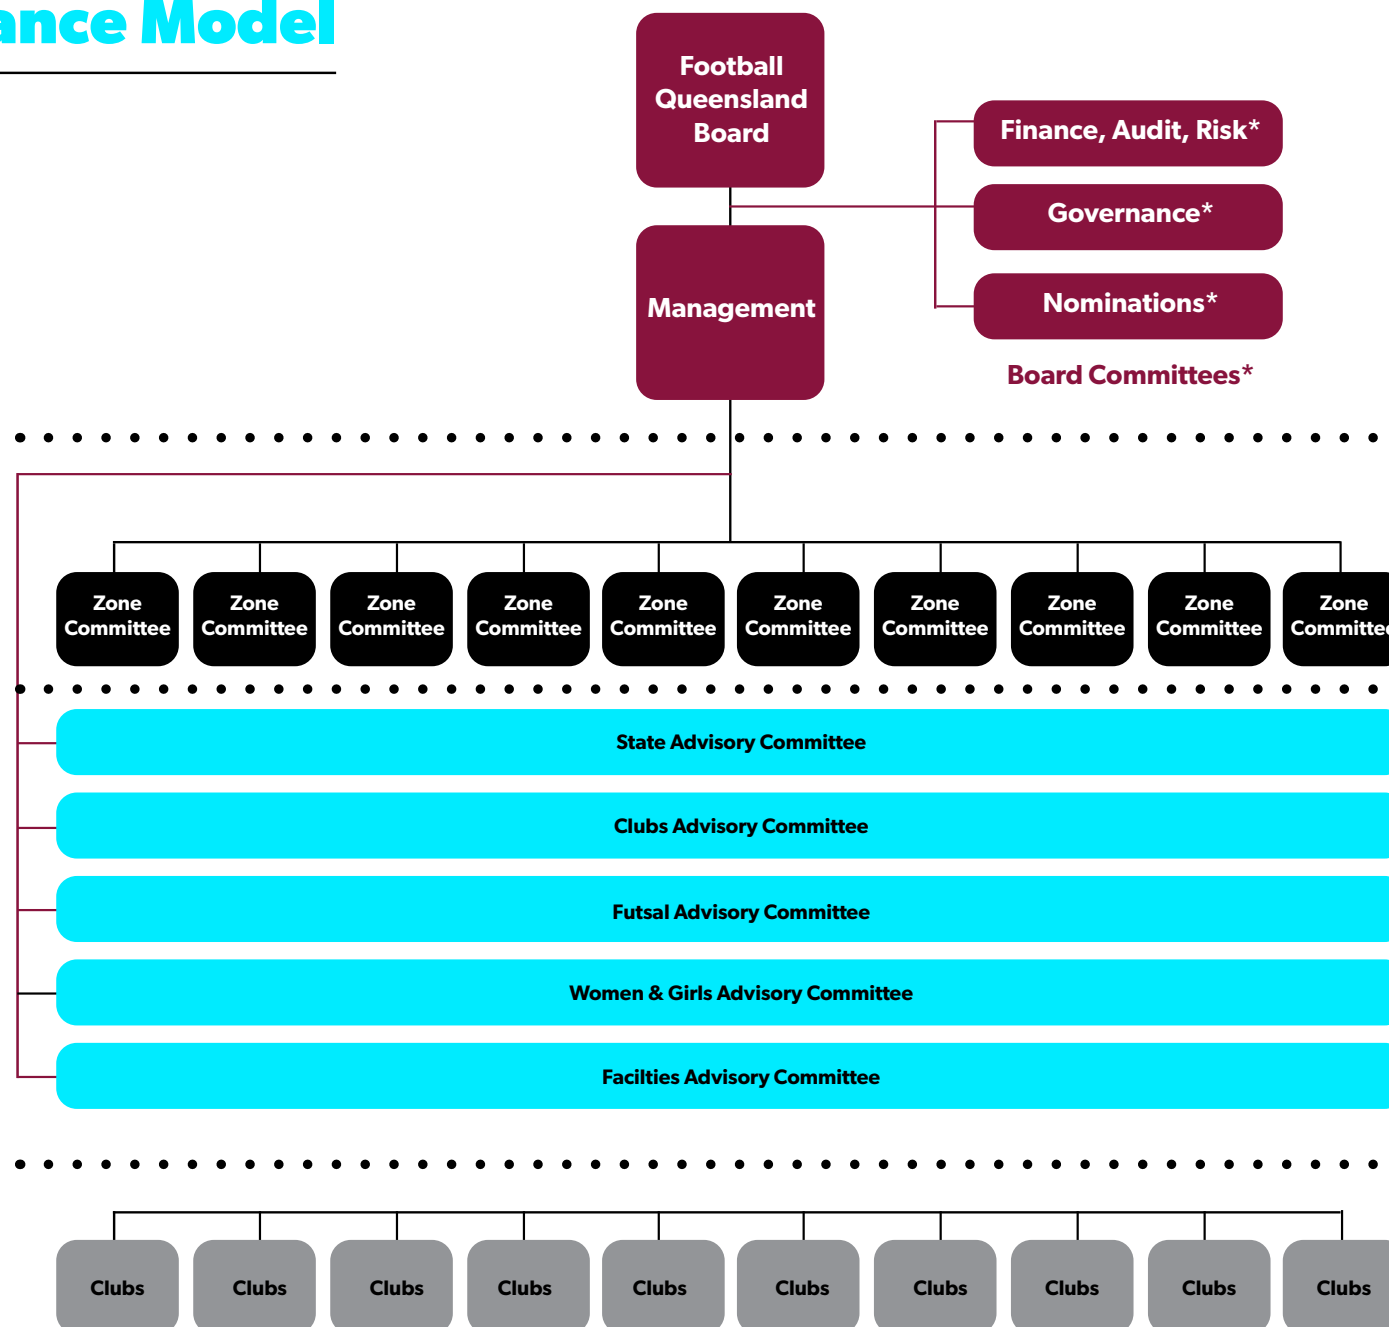 ance Model
Football
Queensland
Board
Finance, Audit, Risk*
Governance*
Management
Nominations*
Board Committees*
Zone
Committee
Zone
Committee
Zone
Committee
Zone
Committee
Zone
Committee
Zone
Committee
Zone
Committee
Zone
Committee
Zone
Committee
Zone
Committee
State Advisory Committee
Clubs Advisory Committee
Futsal Advisory Committee
Women & Girls Advisory Committee
Facilties Advisory Committee
Clubs
Clubs
Clubs
Clubs
Clubs
Clubs
Clubs
Clubs
Clubs
Clubs